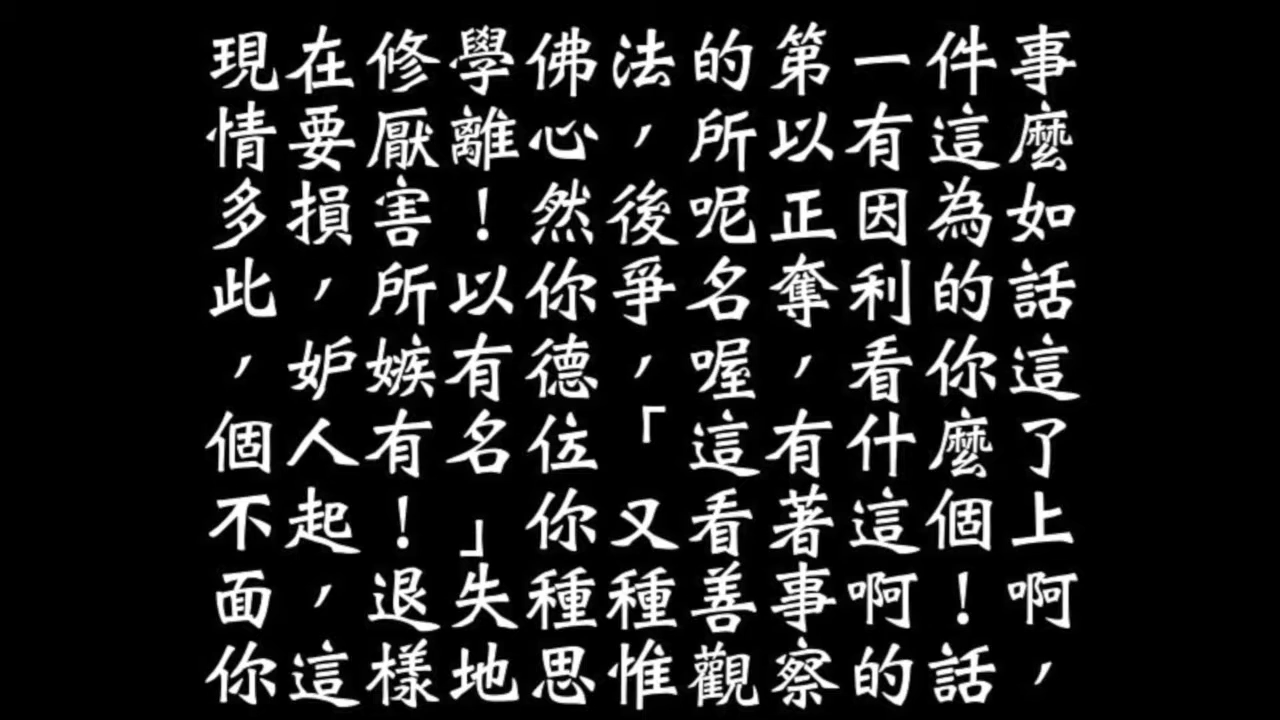 現在修學佛法的第一件事
情要厭離心，所以有這麼
多損害！然後呢正因為如
此，所以你爭名奪利的話
，妒嫉有德，喔，看你這
個人有名位「這有什麼了
不起！」你又看著這個上
面，退失種種善事啊！啊
你這樣地思惟觀察的話，